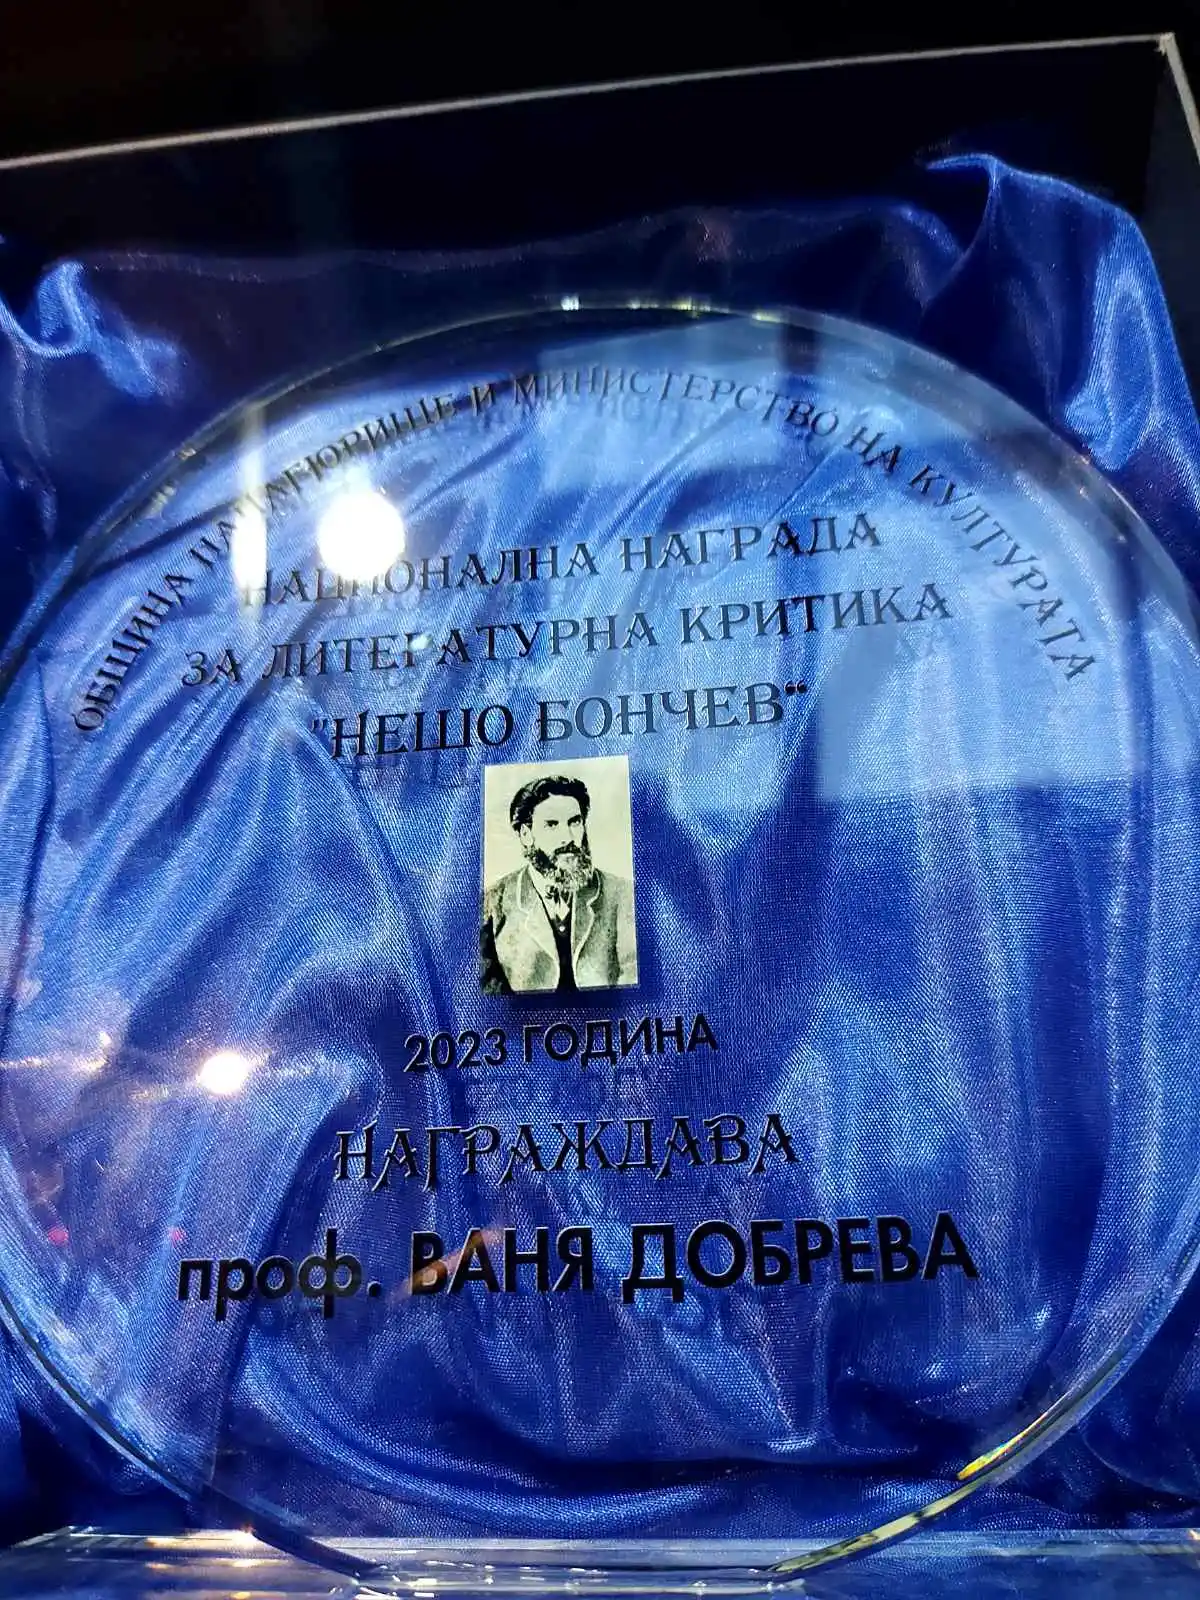 ОБЩИНА ПАНАГЮРИЩЕ И МИНИСТЕРСТВО НА КУЛТУРАТА
НАЦИОНАЛНА НАГРАДА
ЗА ЛИТЕРАТУРНА КРИТИКА
"НЕШО БОНЧЕВ“
2023 ГОДИНА
НАГРАЖДАВА
проф. ВАНЯ ДОБРЕВА